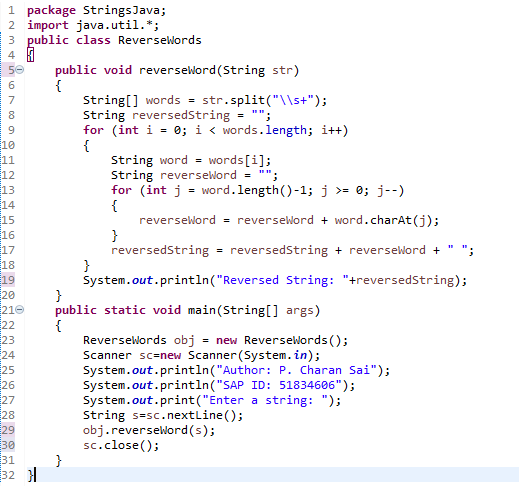 1 package StringsJava;
2 import java.util.*;
3 public class ReverseWords
4 {
5 public void reverseWord(String str)
6 {
7 String[] words = str.split("\\s+");
8 String reversedString = "";
9 for (int i = 0; i < words.length; i++)
10 {
11 String word = words[i];
12 String reverseWord = "";
13 for (int j = word.length()-1; j >= 0; j--)
14 {
15 reverseWord = reverseWord + word.charAt(j);
16 }
17 reversedString = reversedString + reverseWord + " ";
18 }
19 System.out.println("Reversed String: "+reversedString);
20 }
21 public static void main(String[] args)
22 {
23 ReverseWords obj = new ReverseWords();
24 Scanner sc=new Scanner(System.in);
25 System.out.println("Author: P. Charan Sai");
26 System.out.println("SAP ID: 51834606");
27 System.out.print("Enter a string: ");
28 String s=sc.nextLine();
29 obj.reverseWord(s);
30 sc.close();
31 }
32 }